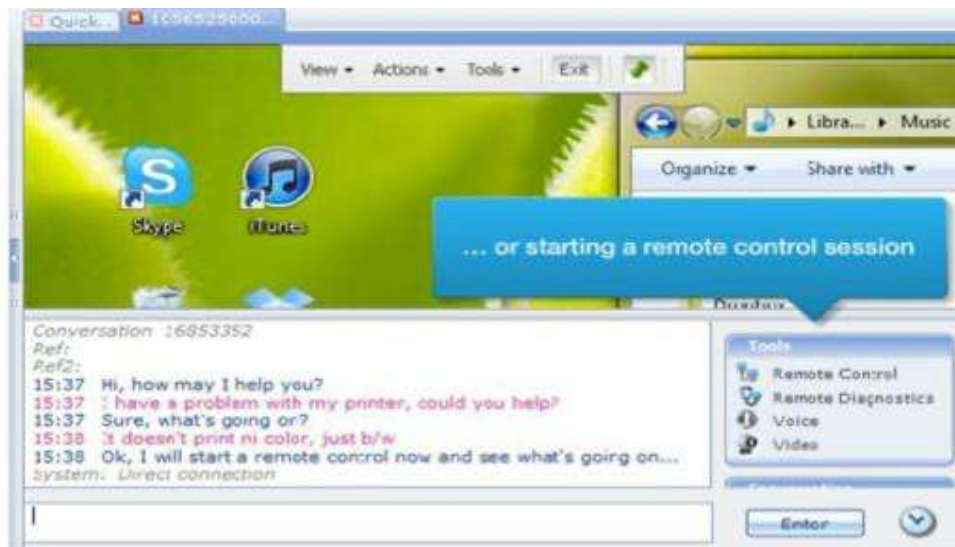 Quick..
View Actions Tools Exit
Libra... Music
Organize Share with
Skype
iTunes
... or starting a remote control session
Dropbox
Conversation 16853352
Ref:
Ref2:
15:37 Hi, how may I help you?
15:37 I have a problem with my printer, could you help?
15:37 Sure, what's going or?
15:38 It doesn't print ni color, just b/w
15:38 Ok, I will start a remote control now and see what's going on...
System. Direct connection
Tools
Remote Control
Remote Diagnostics
Voice
Video
Enter